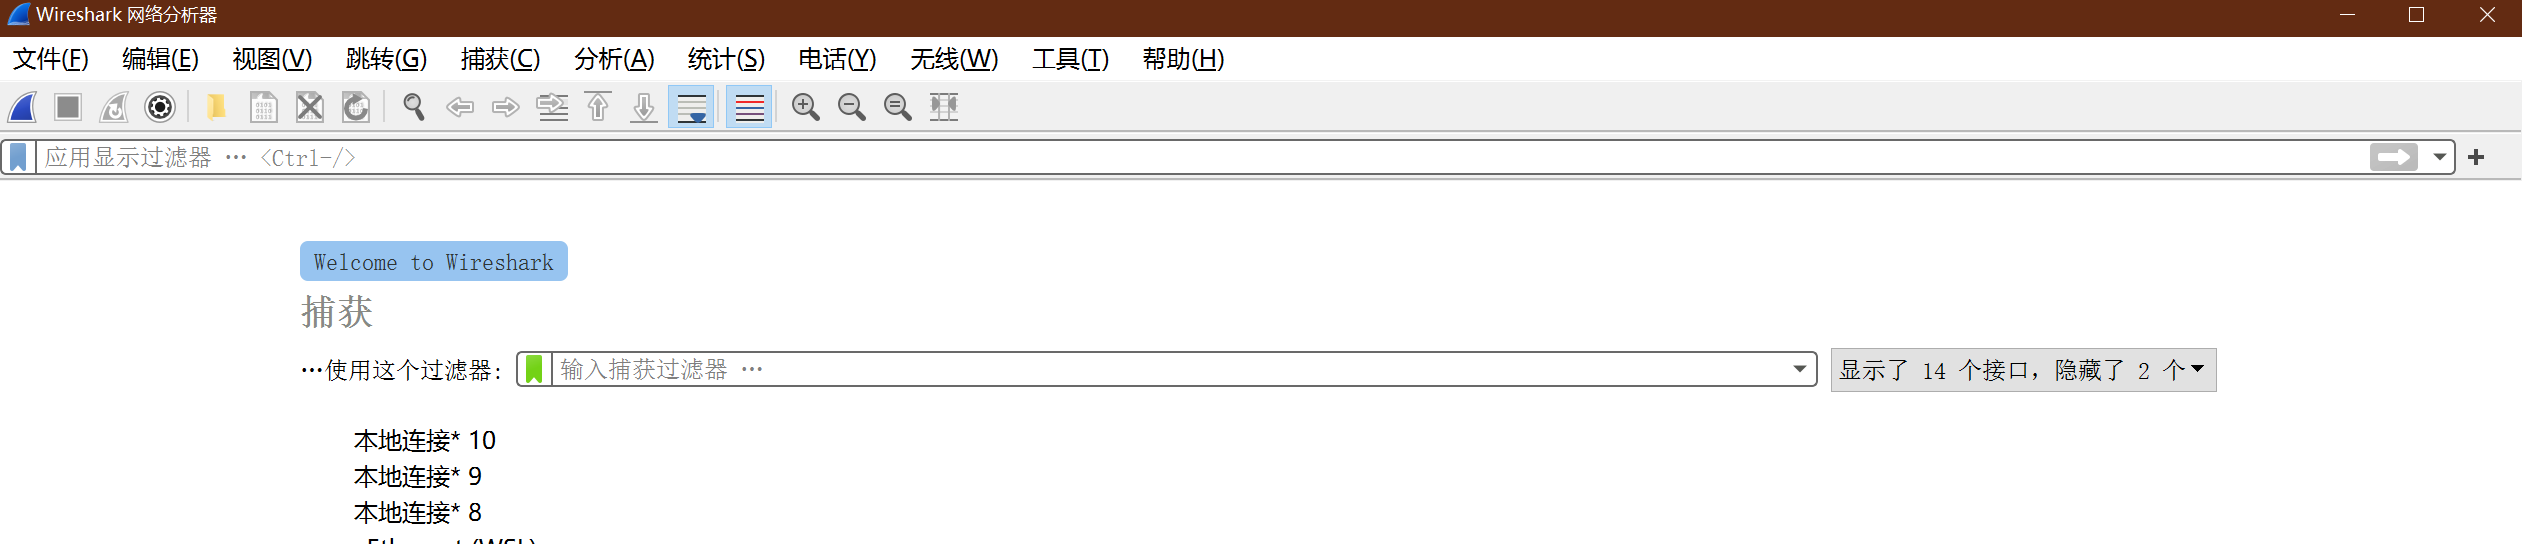 Wireshark 网络分析器
文件(F) 编辑(E) 视图(V) 跳转(G) 捕获(C) 分析(A) 统计(S) 电话(Y) 无线(W) 工具(T) 帮助(H)
应用显示过滤器 … <Ctrl-/>
Welcome to Wireshark
捕获
…使用这个过滤器: 输入捕获过滤器 … 显示了 14 个接口, 隐藏了 2 个
本地连接* 10
本地连接* 9
本地连接* 8
vEthernet (WSL)